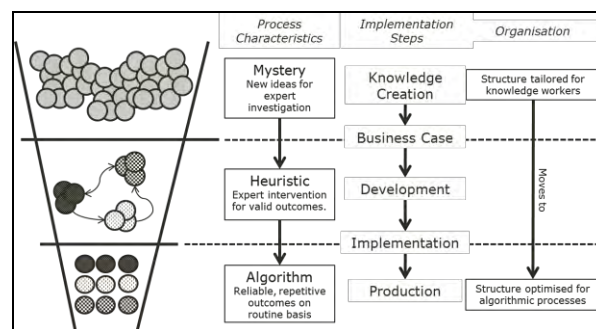 Process
Characteristics
Implementation
Steps
Organisation
Mystery
New ideas for
expert
investigation
Knowledge
Creation
Structure tailored for
knowledge workers
Business Case
Heuristic
Expert intervention
for valid outcomes.
Development
Moves to
Implementation
Algorithm
Reliable, repetitive
outcomes on
routine basis
Production
Structure optimised for
algorithmic processes